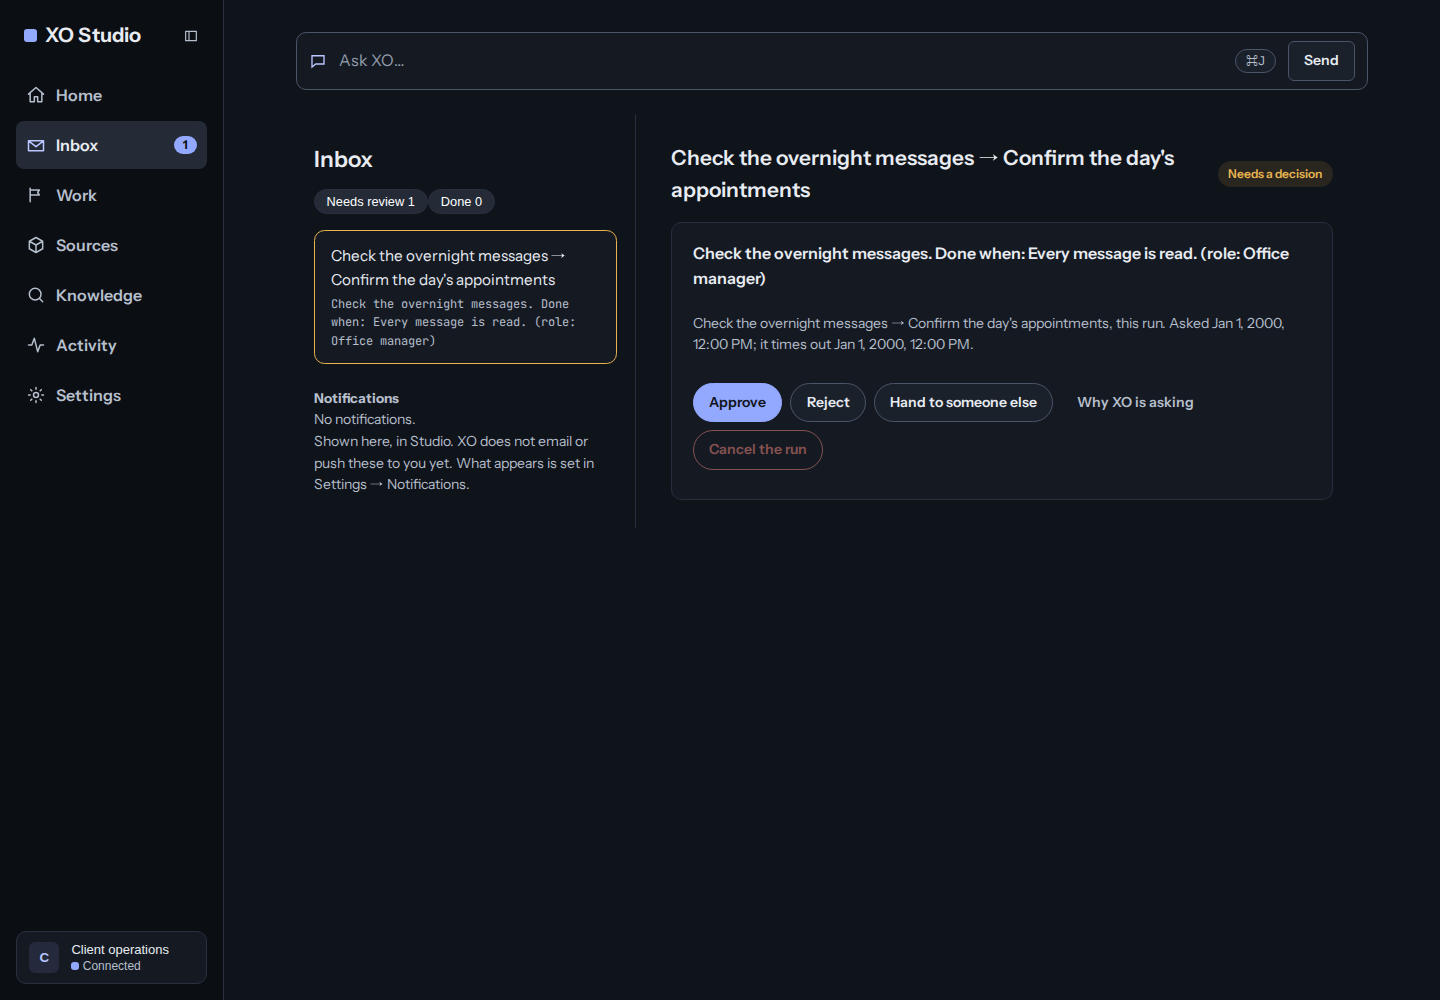 XO Studio
Home
Inbox 1
Work
Sources
Knowledge
Activity
Settings
C
Client operations
Connected
Ask XO...
⌘J
Send
Inbox
Needs review 1
Done 0
Check the overnight messages →
Confirm the day's appointments
Check the overnight messages. Done
when: Every message is read. (role:
Office manager)
Notifications
No notifications.
Shown here, in Studio. XO does not email or
push these to you yet. What appears is set in
Settings → Notifications.
Check the overnight messages → Confirm the day's
appointments
Needs a decision
Check the overnight messages. Done when: Every message is read. (role: Office
manager)
Check the overnight messages → Confirm the day's appointments, this run. Asked Jan 1, 2000,
12:00 PM; it times out Jan 1, 2000, 12:00 PM.
Approve
Reject
Hand to someone else
Why XO is asking
Cancel the run